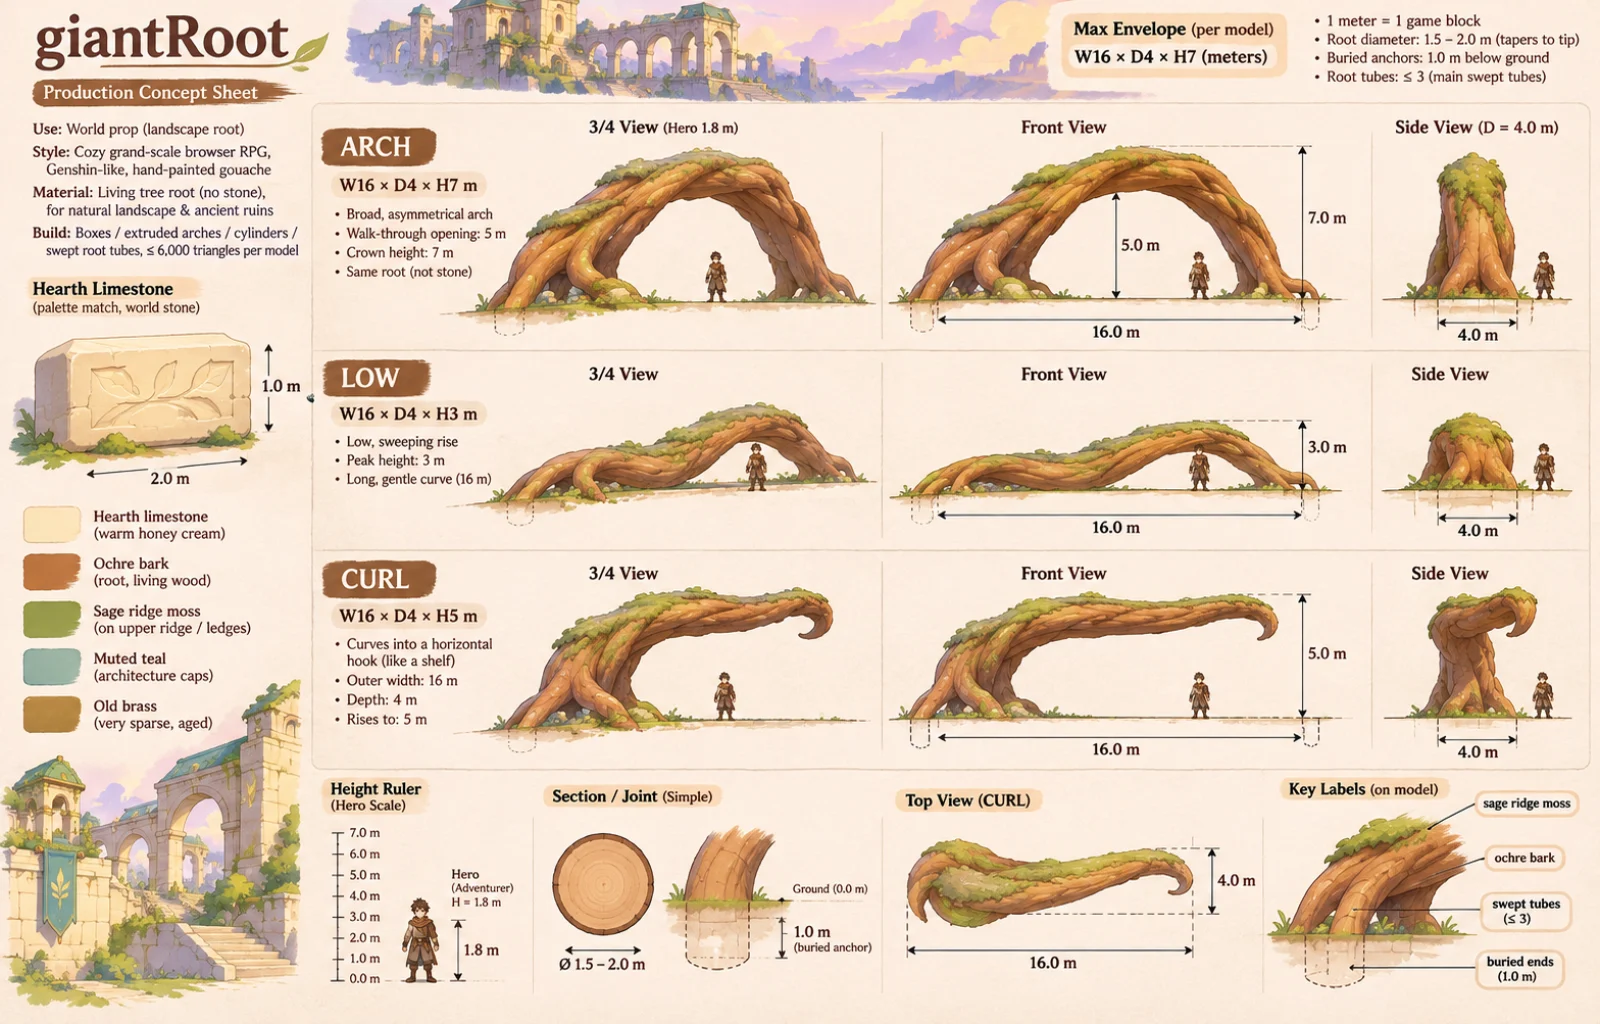 giantRoot
Production Concept Sheet
Use: World prop (landscape root)
Style: Cozy grand-scale browser RPG,
Genshin-like, hand-painted gouache
Material: Living tree root (no stone),
for natural landscape & ancient ruins
Build: Boxes / extruded arches / cylinders /
swept root tubes, ≤ 6,000 triangles per model
Hearth Limestone
(palette match, world stone)
1.0 m
2.0 m
Hearth limestone
(warm honey cream)
Ochre bark
(root, living wood)
Sage ridge moss
(on upper ridge / ledges)
Muted teal
(architecture caps)
Old brass
(very sparse, aged)
Max Envelope (per model)
W16 × D4 × H7 (meters)
• 1 meter = 1 game block
• Root diameter: 1.5 – 2.0 m (tapers to tip)
• Buried anchors: 1.0 m below ground
• Root tubes: ≤ 3 (main swept tubes)
ARCH
W16 × D4 × H7 m
• Broad, asymmetrical arch
• Walk-through opening: 5 m
• Crown height: 7 m
• Same root (not stone)
3/4 View (Hero 1.8 m)
Front View
5.0 m
7.0 m
16.0 m
Side View (D = 4.0 m)
4.0 m
LOW
W16 × D4 × H3 m
• Low, sweeping rise
• Peak height: 3 m
• Long, gentle curve (16 m)
3/4 View
Front View
3.0 m
16.0 m
Side View
4.0 m
CURL
W16 × D4 × H5 m
• Curves into a horizontal
hook (like a shelf)
• Outer width: 16 m
• Depth: 4 m
• Rises to: 5 m
3/4 View
Front View
5.0 m
16.0 m
Side View
4.0 m
Height Ruler
(Hero Scale)
7.0 m
6.0 m
5.0 m
4.0 m
3.0 m
2.0 m
1.0 m
0.0 m
Hero
(Adventurer)
H = 1.8 m
1.8 m
Section / Joint (Simple)
Ø 1.5 – 2.0 m
Ground (0.0 m)
1.0 m
(buried anchor)
Top View (CURL)
4.0 m
16.0 m
Key Labels (on model)
sage ridge moss
ochre bark
swept tubes
(≤ 3)
buried ends
(1.0 m)